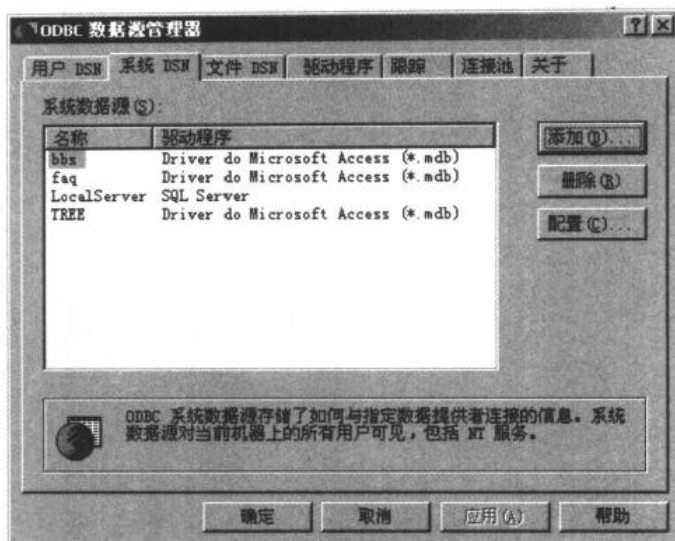 ODBC 数据源管理器
用户 DSN 系统 DSN 文件 DSN 驱动程序 跟踪 连接池 关于
系统数据源(S):
名称 驱动程序
bbs Driver do Microsoft Access (*.mdb)
faq Driver do Microsoft Access (*.mdb)
LocalServer SQL Server
TREE Driver do Microsoft Access (*.mdb)
添加(D)...
删除(R)
配置(C)...
ODBC 系统数据源存储了如何与指定数据提供者连接的信息。系统
数据源对当前机器上的所有用户可见，包括 NT 服务。
确定 取消 应用(A) 帮助